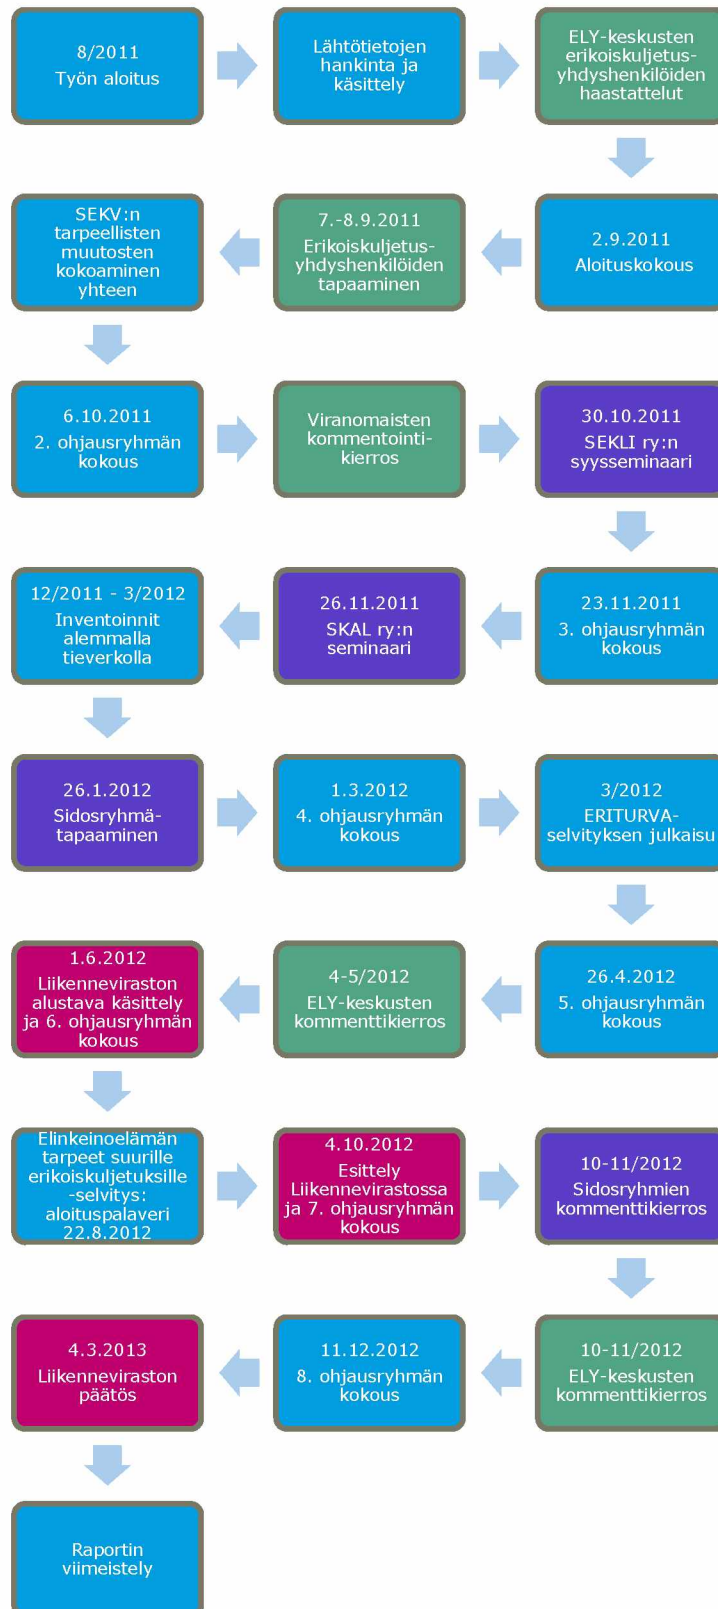 8/2011
Työn aloitus
Lähtötietojen
hankinta ja
käsittely
ELY-keskusten
erikoiskuljetus-
yhdyshenkilöiden
haastattelut
2.9.2011
Aloituskokous
7.-8.9.2011
Erikoiskuljetus-
yhdyshenkilöiden
tapaaminen
SEKV:n
tarpeellisten
muutosten
kokoaminen
yhteen
6.10.2011
2. ohjausryhmän
kokous
Viranomaisten
kommentointi-
kierros
30.10.2011
SEKLI ry:n
syysseminaari
23.11.2011
3. ohjausryhmän
kokous
26.11.2011
SKAL ry:n
seminaari
12/2011 - 3/2012
Inventoinnit
alemmalla
tieverkolla
26.1.2012
Sidosryhmä-
tapaaminen
1.3.2012
4. ohjausryhmän
kokous
3/2012
ERITURVA-
selvityksen julkaisu
26.4.2012
5. ohjausryhmän
kokous
4-5/2012
ELY-keskusten
kommenttikierros
1.6.2012
Liikenneviraston
alustava käsittely
ja 6. ohjausryhmän
kokous
Elinkeinoelämän
tarpeet suurille
erikoiskuljetuksille
-selvitys:
aloituspalaveri
22.8.2012
4.10.2012
Esittely
Liikennevirastossa
ja 7. ohjausryhmän
kokous
10-11/2012
Sidosryhmien
kommenttikierros
10-11/2012
ELY-keskusten
kommenttikierros
11.12.2012
8. ohjausryhmän
kokous
4.3.2013
Liikenneviraston
päätös
Raportin
viimeistely